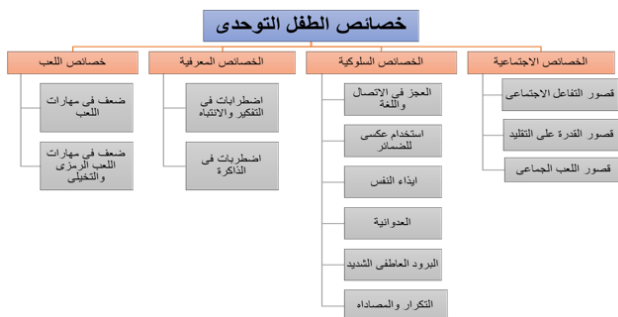 خصائص الطفل التوحدى
الخصائص الاجتماعية
قصور التفاعل الاجتماعى
قصور القدرة على التقليد
قصور اللعب الجماعى
الخصائص السلوكية
العجز فى الاتصال
واللغة
استخدام عكسى
للضمائر
ايذاء النفس
العدوانية
البرود العاطفى الشديد
التكرار والمصاداه
الخصائص المعرفية
اضطرابات فى
التفكير والانتباه
اضطربات فى
الذاكرة
خصائص اللعب
ضعف فى مهارات
اللعب
ضعف فى مهارات
اللعب الرمزى
والتخيلى